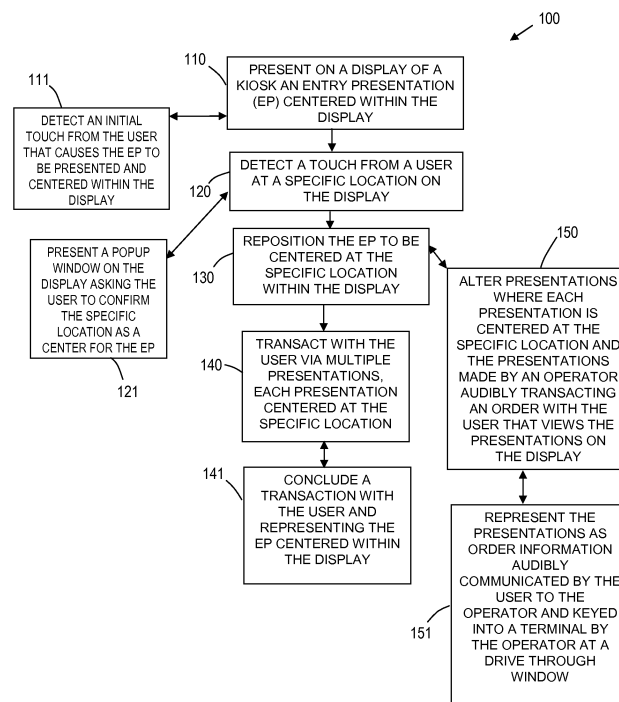 100
110
PRESENT ON A DISPLAY OF A
KIOSK AN ENTRY PRESENTATION
(EP) CENTERED WITHIN THE
DISPLAY
111
DETECT AN INITIAL
TOUCH FROM THE USER
THAT CAUSES THE EP TO
BE PRESENTED AND
CENTERED WITHIN THE
DISPLAY
120
DETECT A TOUCH FROM A USER
AT A SPECIFIC LOCATION ON
THE DISPLAY
121
PRESENT A POPUP
WINDOW ON THE
DISPLAY ASKING THE
USER TO CONFIRM
THE SPECIFIC
LOCATION AS A
CENTER FOR THE EP
130
REPOSITION THE EP TO BE
CENTERED AT THE
SPECIFIC LOCATION
WITHIN THE DISPLAY
140
TRANSACT WITH THE
USER VIA MULTIPLE
PRESENTATIONS,
EACH PRESENTATION
CENTERED AT THE
SPECIFIC LOCATION
141
CONCLUDE A
TRANSACTION WITH
THE USER AND
REPRESENTING THE
EP CENTERED WITHIN
THE DISPLAY
150
ALTER PRESENTATIONS
WHERE EACH
PRESENTATION IS
CENTERED AT THE
SPECIFIC LOCATION AND
THE PRESENTATIONS
MADE BY AN OPERATOR
AUDIBLY TRANSACTING
AN ORDER WITH THE
USER THAT VIEWS THE
PRESENTATIONS ON
THE DISPLAY
151
REPRESENT THE
PRESENTATIONS AS
ORDER INFORMATION
AUDIBLY
COMMUNICATED BY THE
USER TO THE
OPERATOR AND KEYED
INTO A TERMINAL BY
THE OPERATOR AT A
DRIVE THROUGH
WINDOW